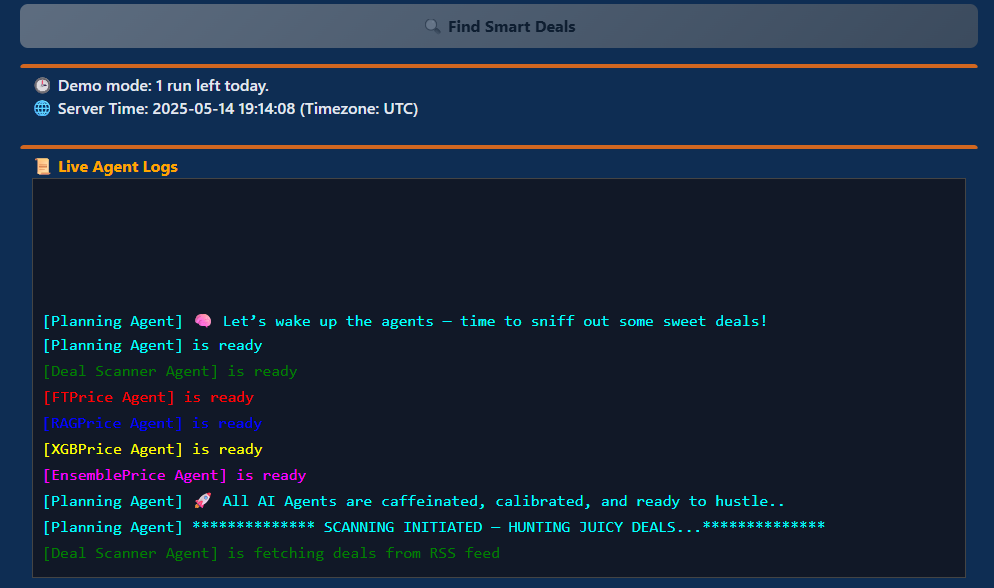 🔍 Find Smart Deals
🕒 Demo mode: 1 run left today.
🌐 Server Time: 2025-05-14 19:14:08 (Timezone: UTC)
📜 Live Agent Logs
[Planning Agent] 🧠 Let’s wake up the agents — time to sniff out some sweet deals!
[Planning Agent] is ready
[Deal Scanner Agent] is ready
[FTPrice Agent] is ready
[RAGPrice Agent] is ready
[XGBPrice Agent] is ready
[EnsemblePrice Agent] is ready
[Planning Agent] 🚀 All AI Agents are caffeinated, calibrated, and ready to hustle..
[Planning Agent] ************** SCANNING INITIATED — HUNTING JUICY DEALS...**************
[Deal Scanner Agent] is fetching deals from RSS feed